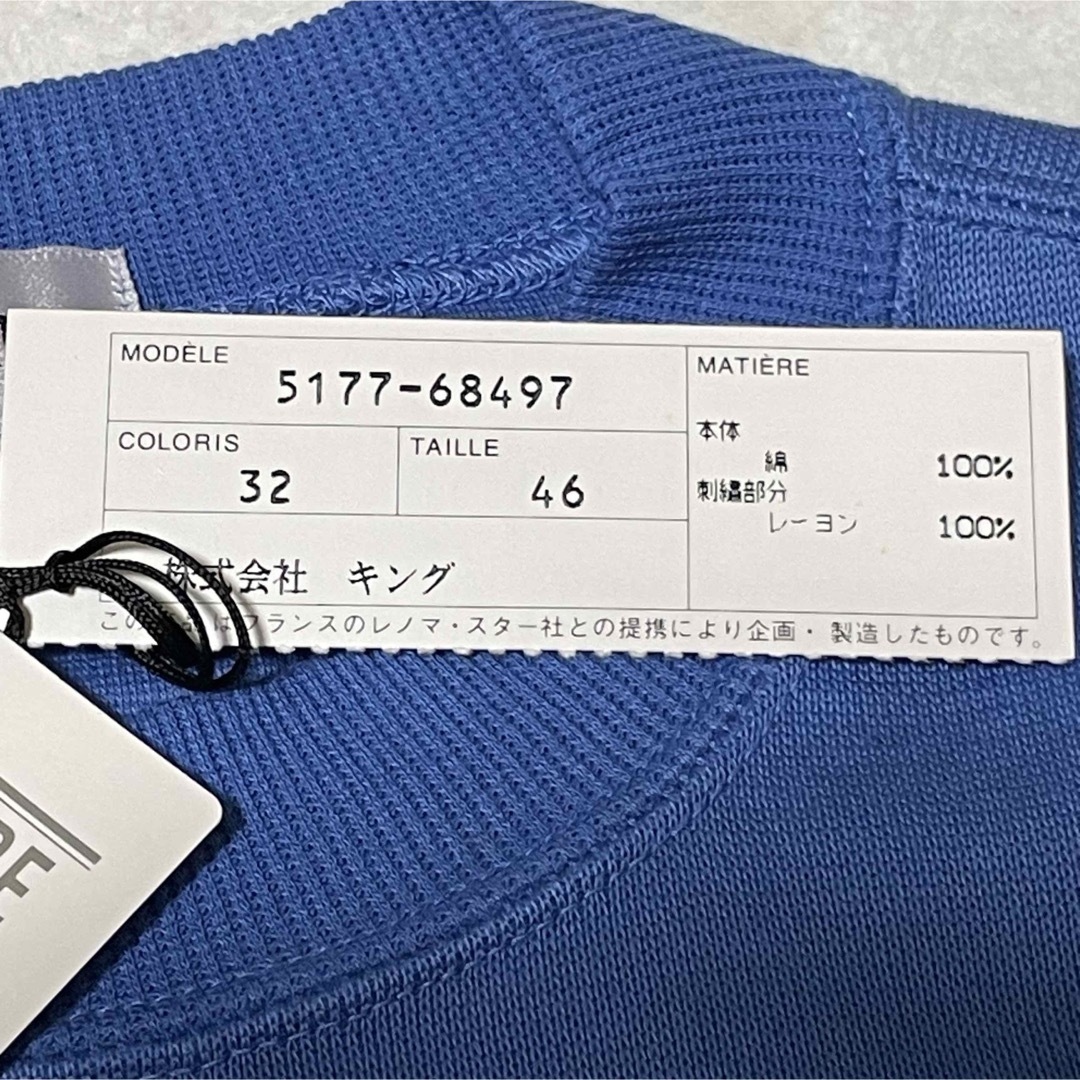 MODÈLE
5177-68497
COLORIS
32
TAILLE
46
MATIÈRE
本体
綿 100%
刺繍部分
レーヨン 100%
株式会社 キング
この はフランスのレノマ・スター社との提携により企画・製造したものです。